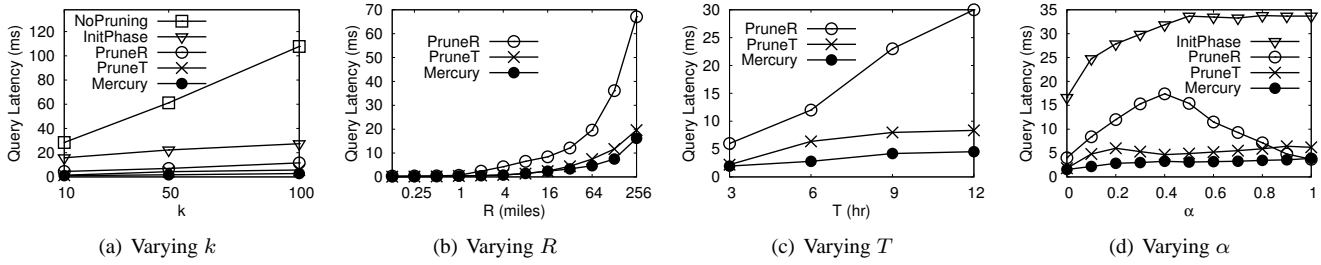 Query Latency (ms)
120
100
80
60
40
20
0
NoPruning
InitPhase
PruneR
PruneT
Mercury
10
50
100
k
(a) Varying k
Query Latency (ms)
70
60
50
40
30
20
10
0
PruneR
PruneT
Mercury
0.25
1
4
16
64
256
R (miles)
(b) Varying R
Query Latency (ms)
30
25
20
15
10
5
0
PruneR
PruneT
Mercury
3
6
9
12
T (hr)
(c) Varying T
Query Latency (ms)
35
30
25
20
15
10
5
0
InitPhase
PruneR
PruneT
Mercury
0
0.2
0.4
0.6
0.8
1
α
(d) Varying α